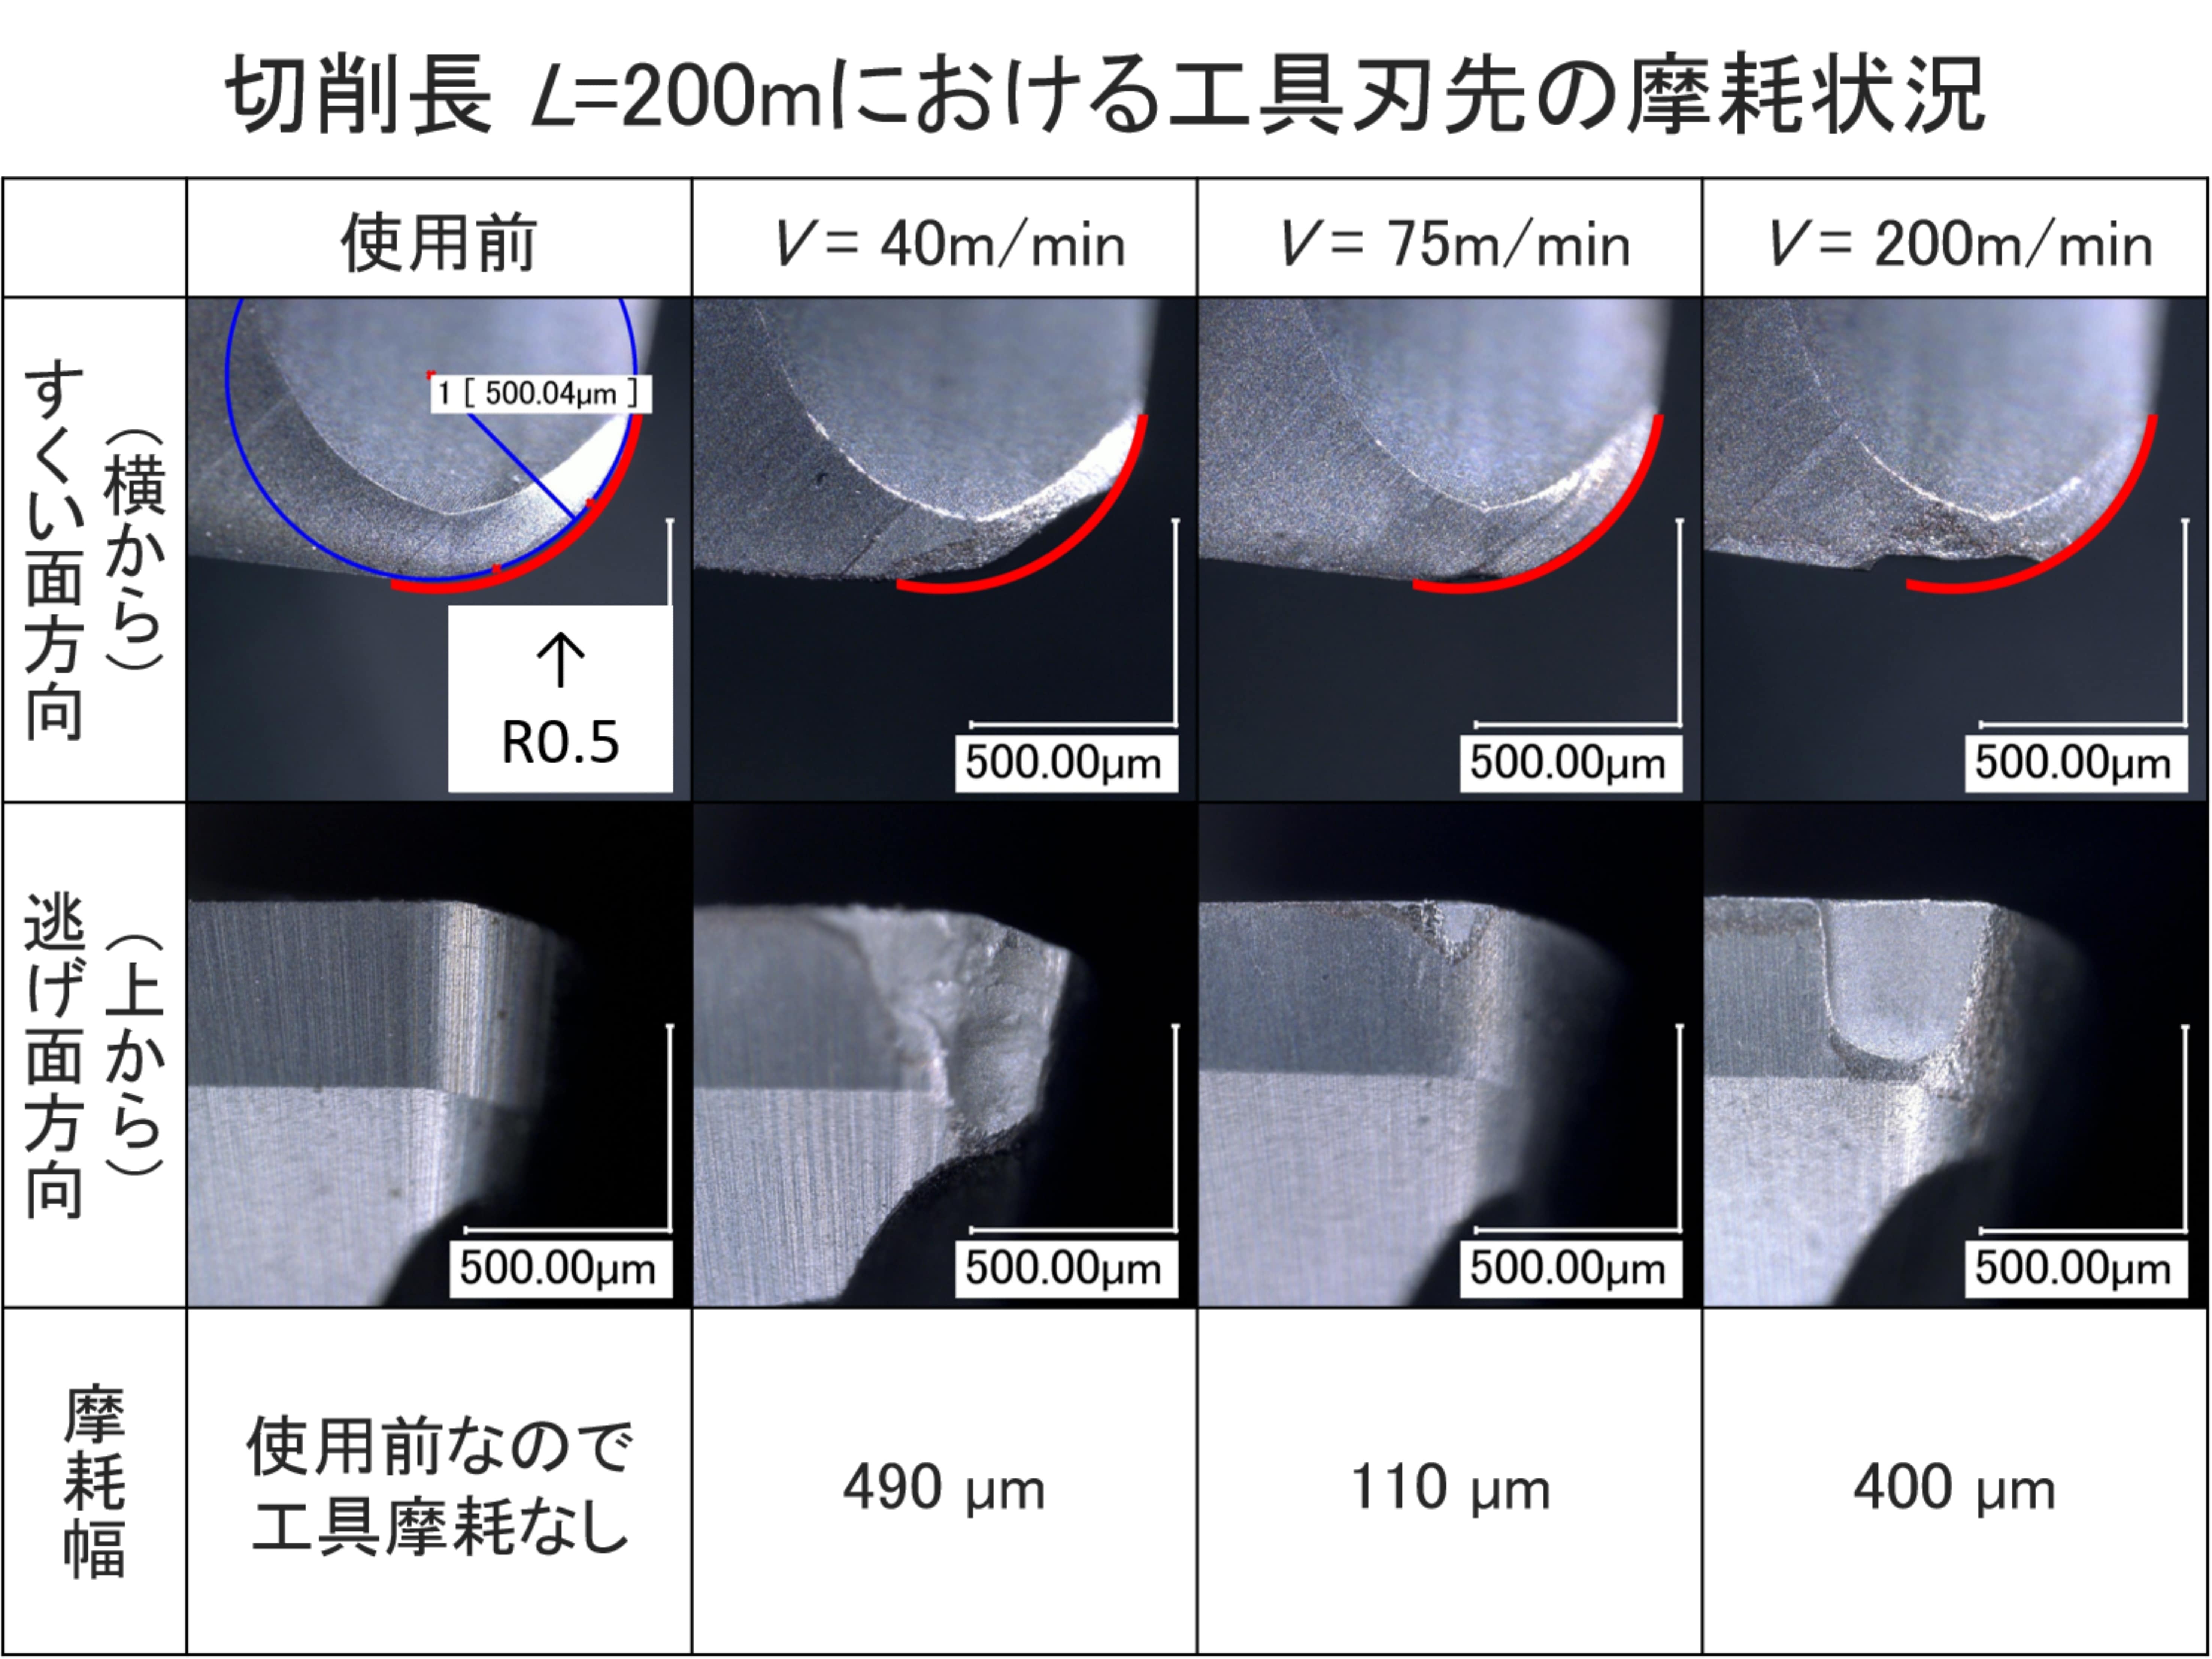 切削長 L=200mにおける工具刃先の摩耗状況
使用前
V = 40m/min
V = 75m/min
V = 200m/min
すくい面方向
（横から）
1 [ 500.04μm ]
↑
R0.5
500.00μm
500.00μm
500.00μm
逃げ面方向
（上から）
500.00μm
500.00μm
500.00μm
500.00μm
摩耗幅
使用前なので
工具摩耗なし
490 μm
110 μm
400 μm